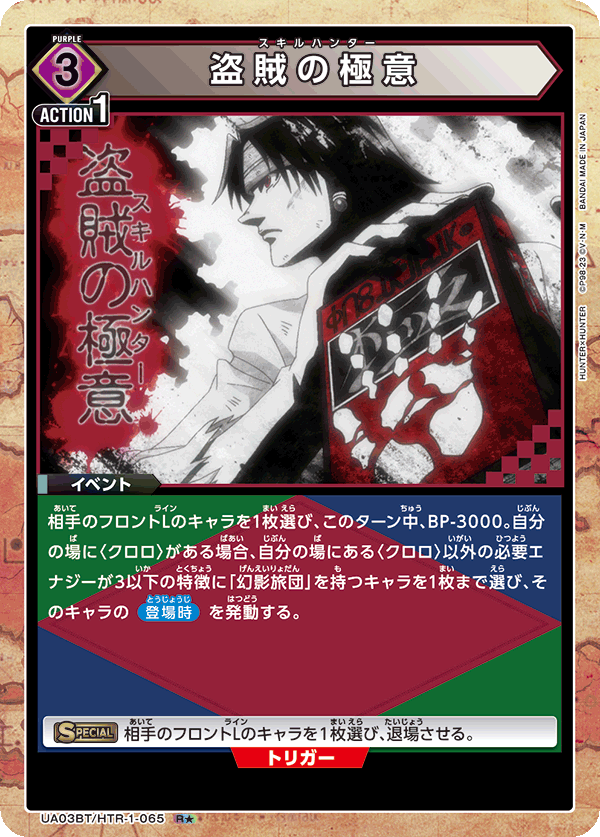 PURPLE
3
スキルハンター
盗賊の極意
ACTION 1
盗賊の極意
スキルハンター
HUNTER×HUNTER ©P98-23 ©V·N·M BANDAI MADE IN JAPAN
イベント
相手のフロントLのキャラを1枚選び、このターン中、BP-3000。自分
の場に〈クロロ〉がある場合、自分の場にある〈クロロ〉以外の必要エ
ナジーが3以下の特徴に「幻影旅団」を持つキャラを1枚まで選び、そ
のキャラの 登場時 を発動する。
SPECIAL 相手のフロントLのキャラを1枚選び、退場させる。
トリガー
UA03BT/HTR-1-065 R★